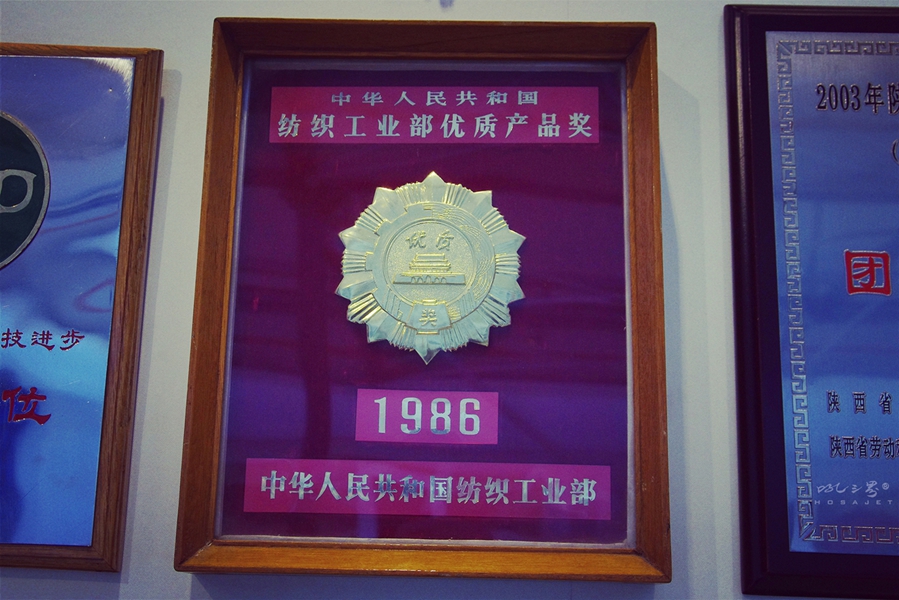 中华人民共和国
纺织工业部优质产品奖
优质
奖
1986
中华人民共和国纺织工业部
技进步
2003年陕
(
团
陕西省
陕西省劳动
HOBAJET